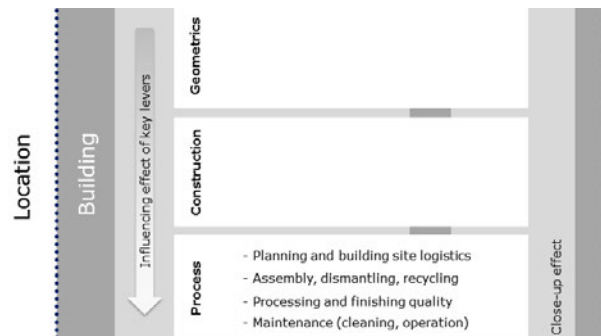 Location
Building
Influencing effect of key levers
Geometrics
Construction
Process
- Planning and building site logistics
- Assembly, dismantling, recycling
- Processing and finishing quality
- Maintenance (cleaning, operation)
Close-up effect